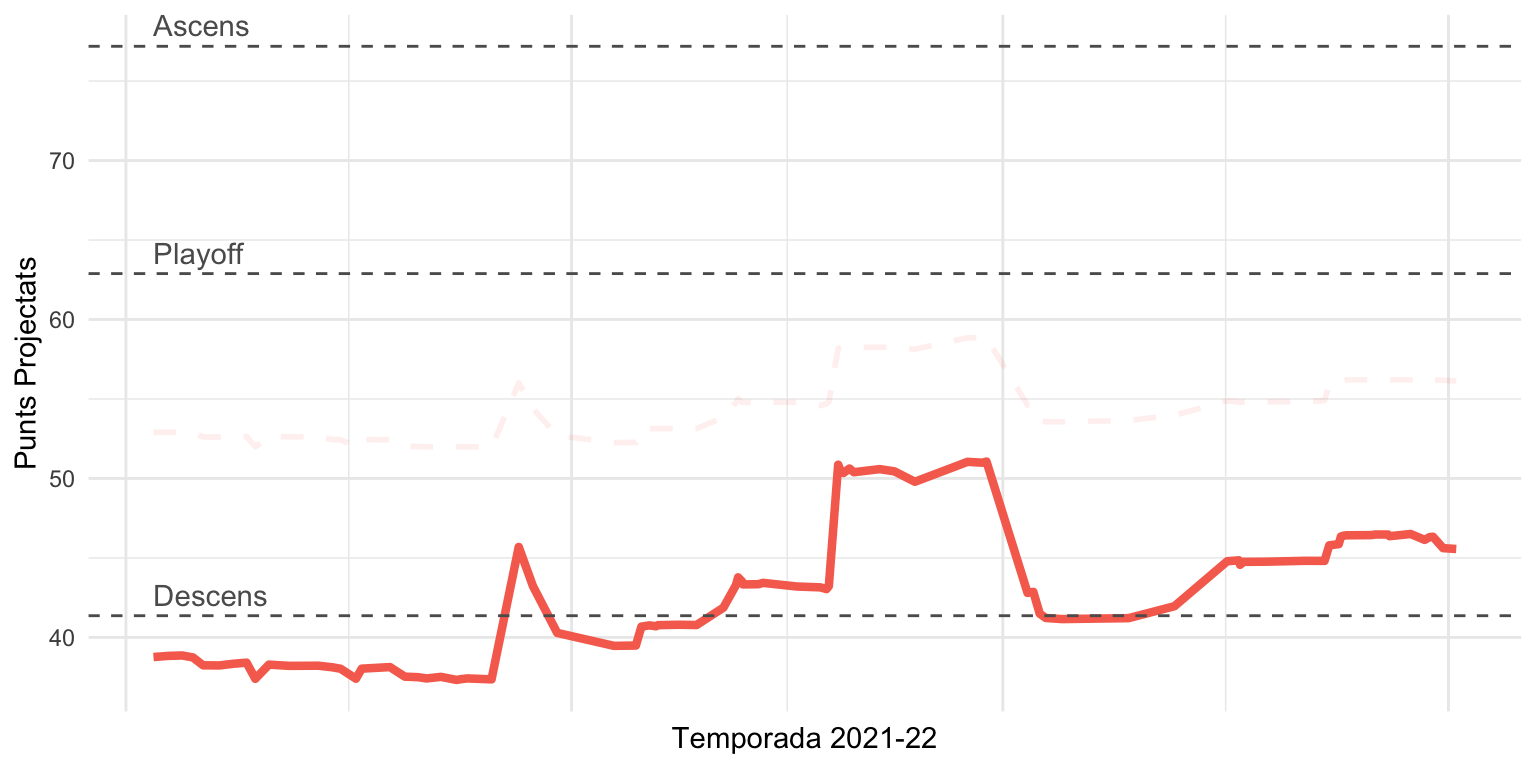 Ascens
70
Playoff
60
50
Descens
40
Punts Projectats
Temporada 2021-22